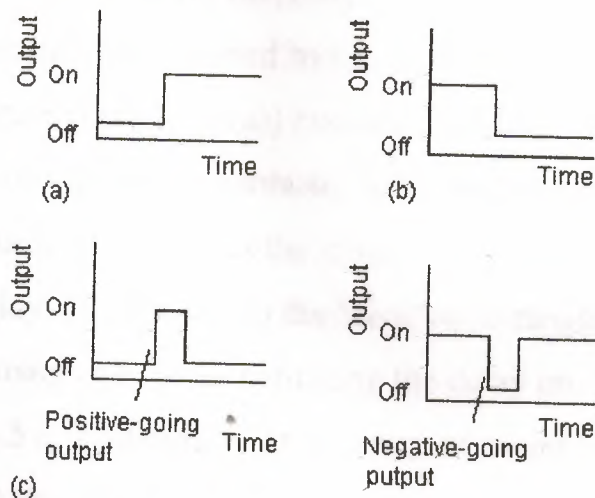 Output
On
Off
Time
(a)
Output
On
Off
Time
(b)
Output
On
Off
Positive-going
output
Time
(c)
Output
On
Off
Negative-going
putput
Time